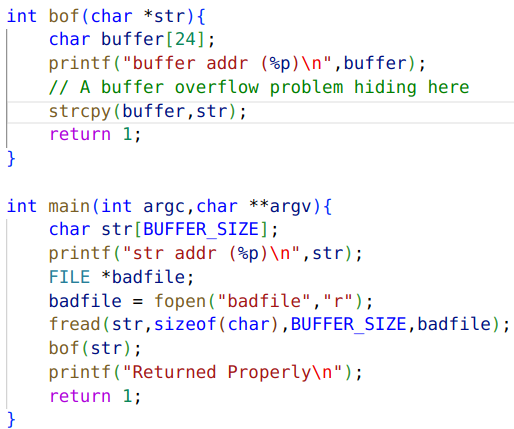 int bof(char *str){
    char buffer[24];
    printf("buffer addr (%p)\n",buffer);
    // A buffer overflow problem hiding here
    strcpy(buffer,str);
    return 1;
}

int main(int argc,char **argv){
    char str[BUFFER_SIZE];
    printf("str addr (%p)\n",str);
    FILE *badfile;
    badfile = fopen("badfile","r");
    fread(str,sizeof(char),BUFFER_SIZE,badfile);
    bof(str);
    printf("Returned Properly\n");
    return 1;
}